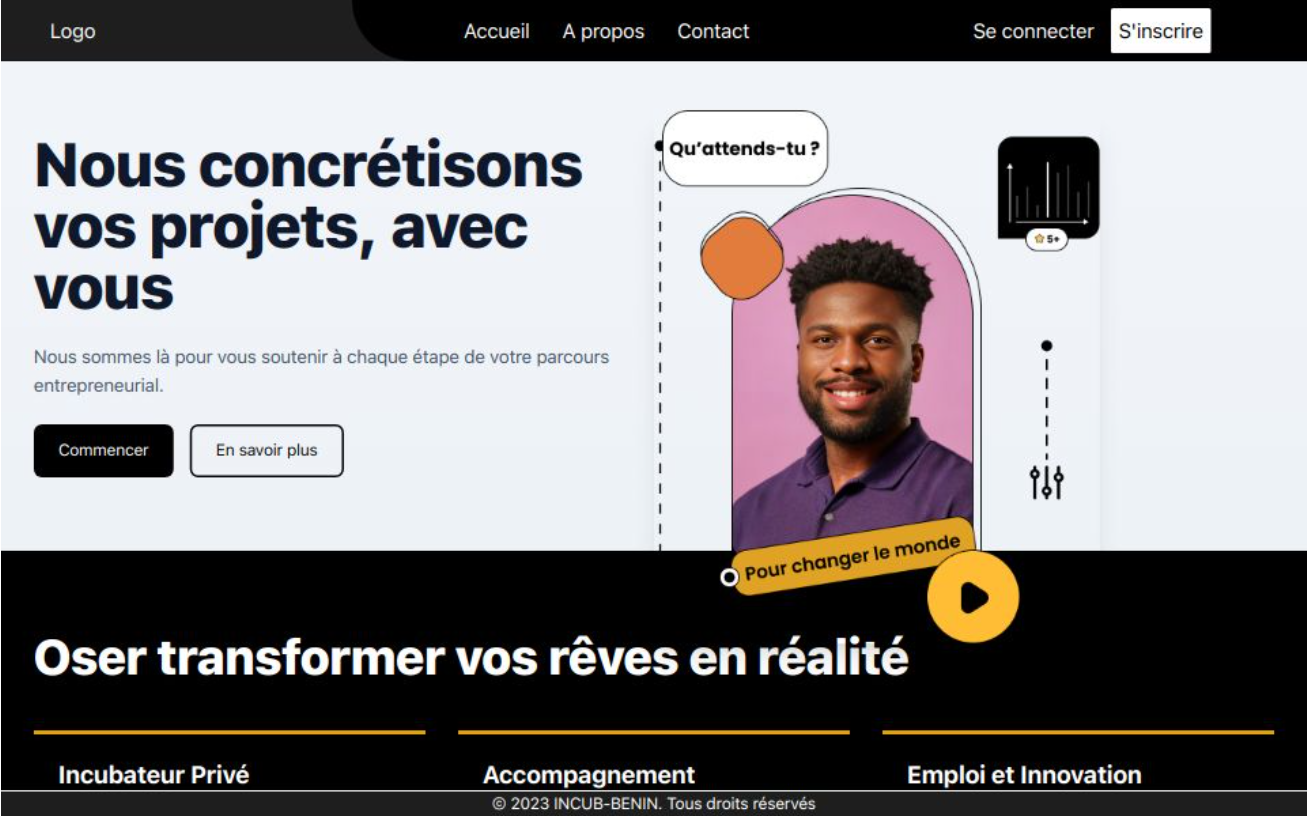 Logo
Accueil
A propos
Contact
Se connecter
S'inscrire
Nous concrétisons
vos projets, avec
vous
Nous sommes là pour vous soutenir à chaque étape de votre parcours
entrepreneurial.
Commencer
En savoir plus
Qu'attends-tu ?
5+
Pour changer le monde
Oser transformer vos rêves en réalité
Incubateur Privé
Accompagnement
Emploi et Innovation
© 2023 INCUB-BENIN. Tous droits réservés